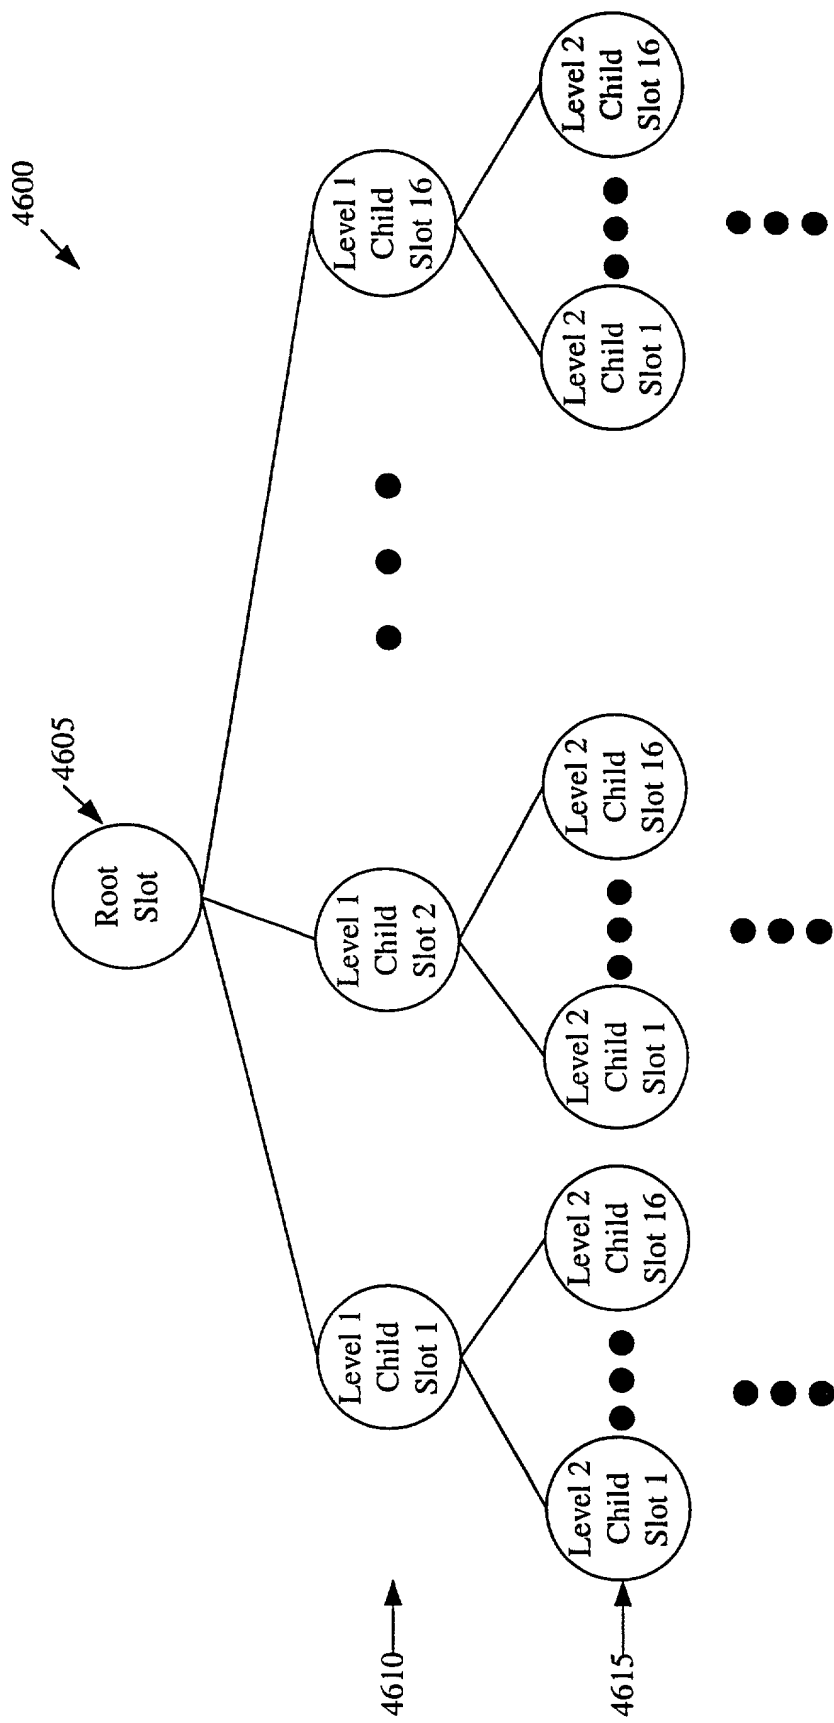 4600
4605
Root
Slot
4610
Level 1
Child
Slot 1
Level 1
Child
Slot 2
Level 1
Child
Slot 16
4615
Level 2
Child
Slot 1
Level 2
Child
Slot 16
Level 2
Child
Slot 1
Level 2
Child
Slot 16
Level 2
Child
Slot 1
Level 2
Child
Slot 16